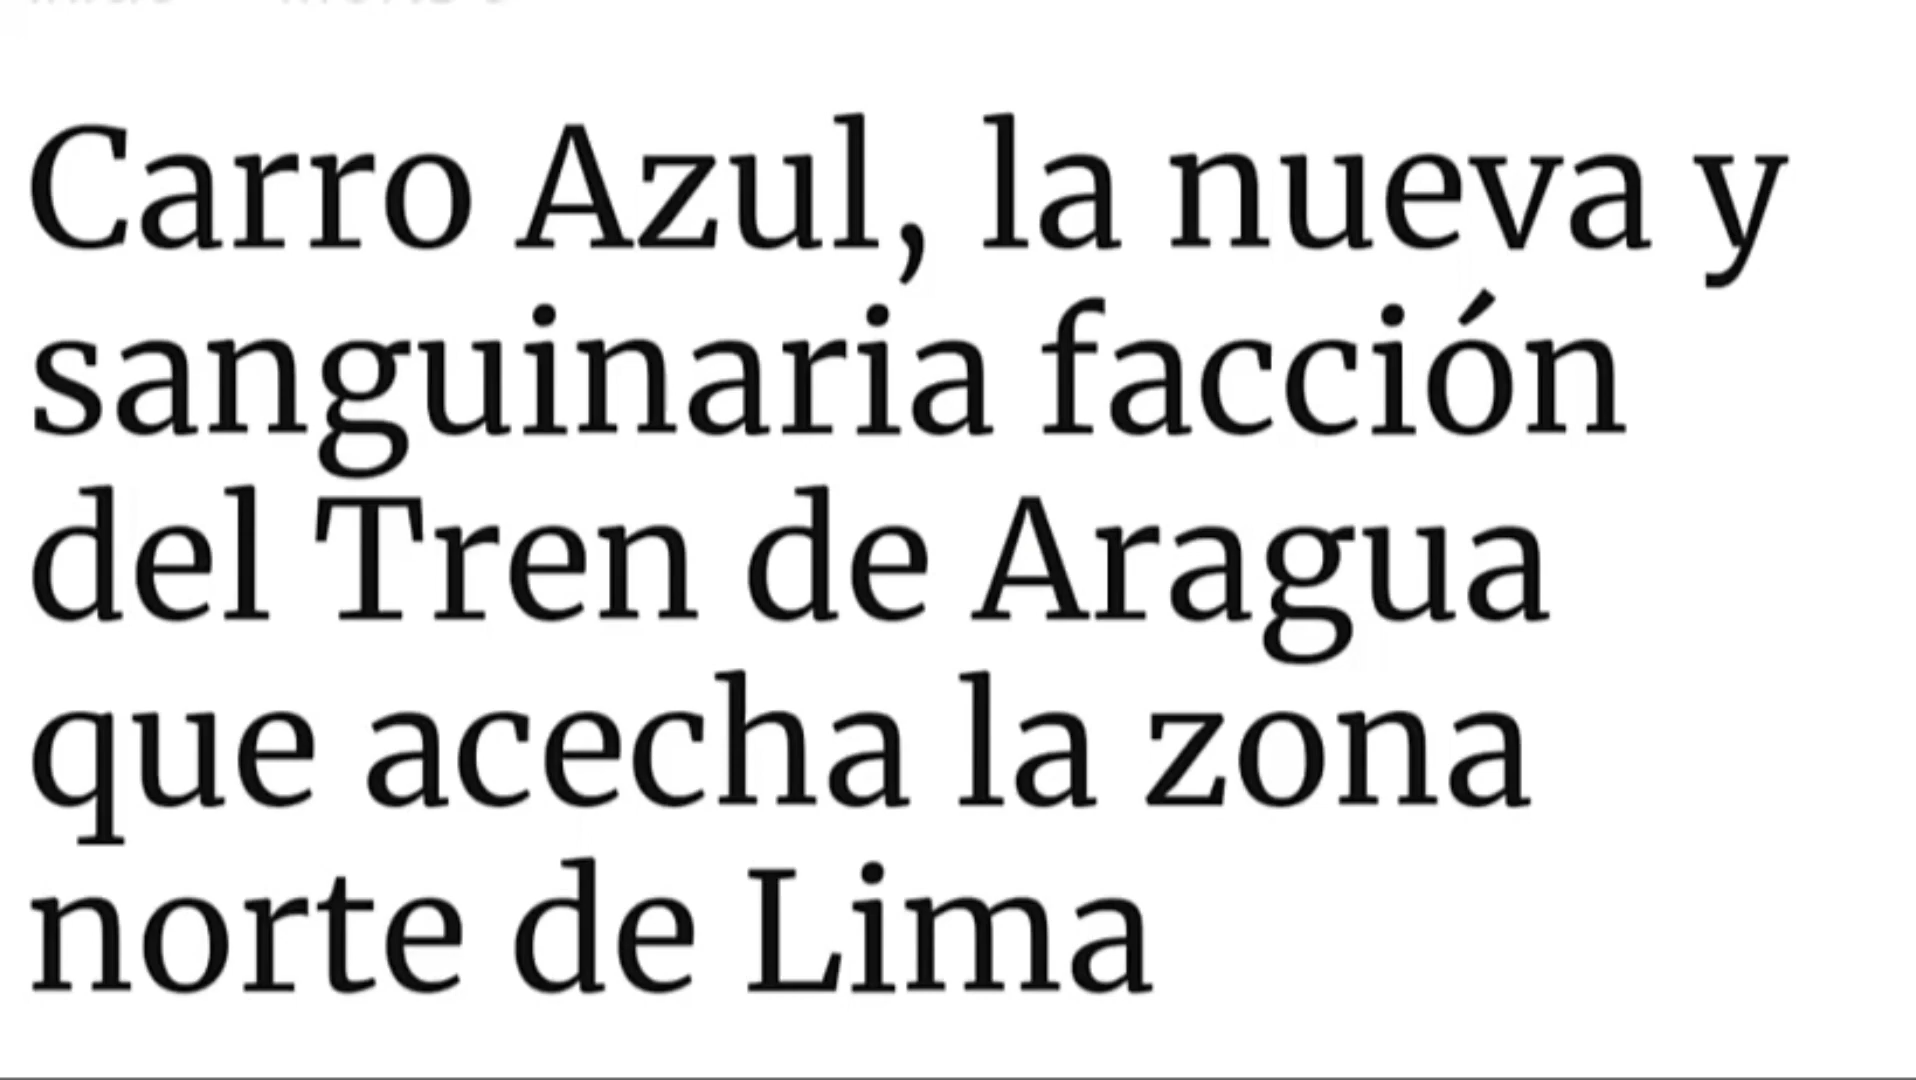 Carro Azul, la nueva y
sanguinaria facción
del Tren de Aragua
que acecha la zona
norte de Lima